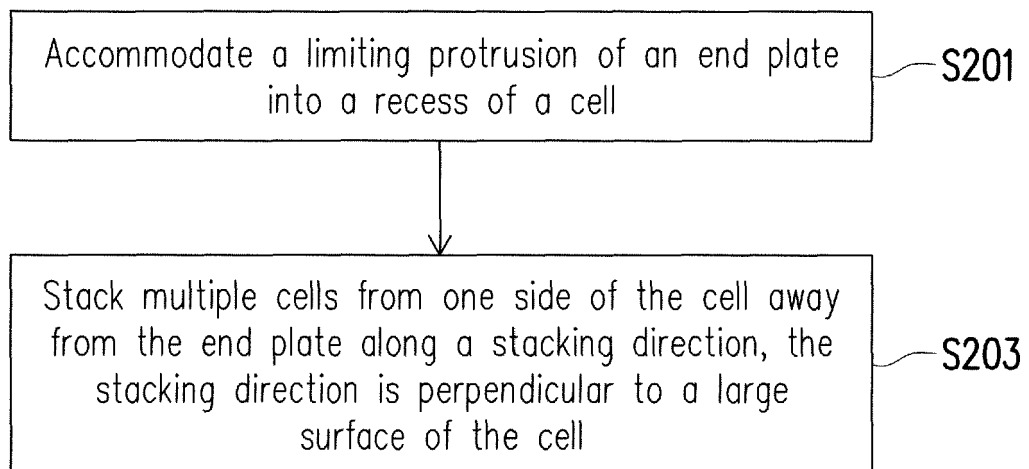 Accommodate a limiting protrusion of an end plate
into a recess of a cell
S201
Stack multiple cells from one side of the cell away
from the end plate along a stacking direction, the
stacking direction is perpendicular to a large
surface of the cell
S203